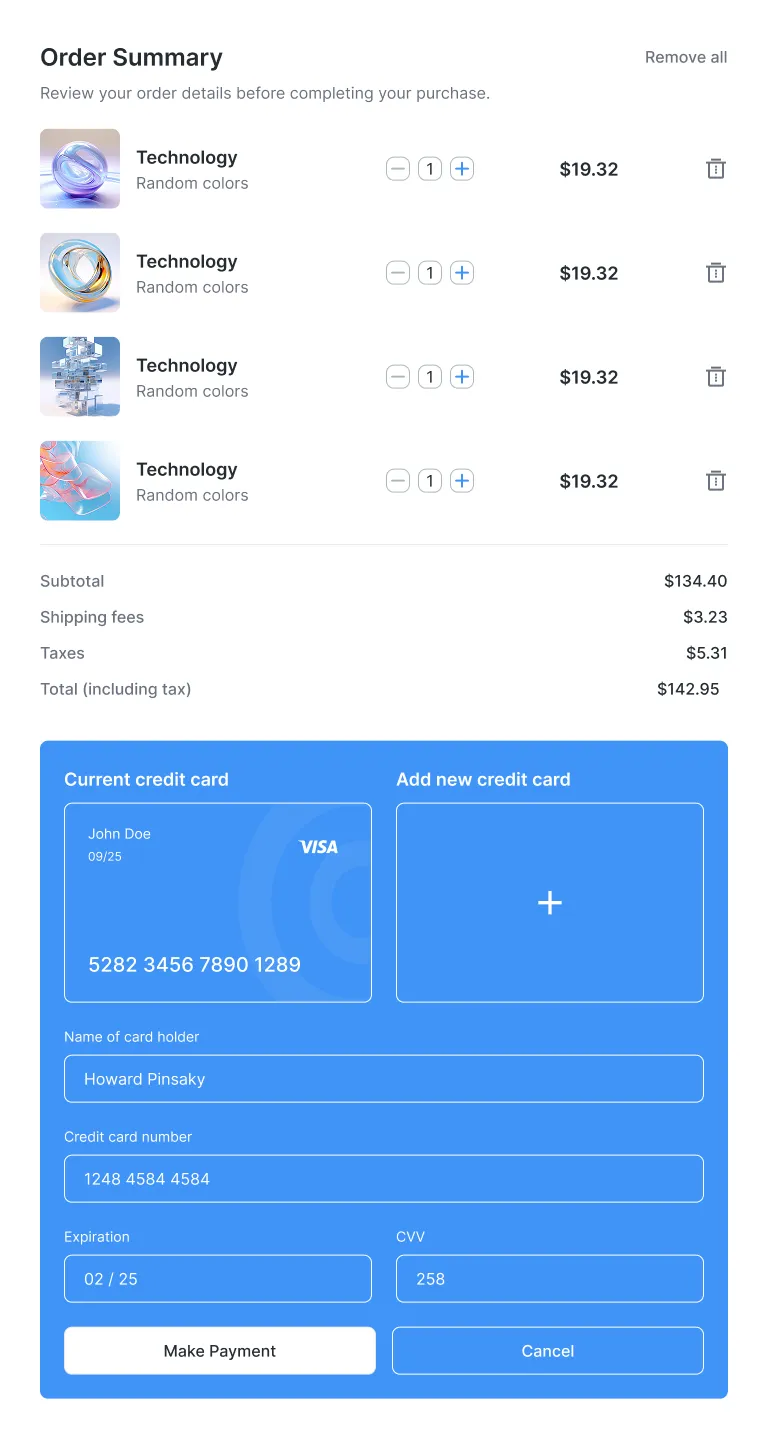 Order Summary
Remove all
Review your order details before completing your purchase.
Technology
Random colors
1
$19.32
Technology
Random colors
1
$19.32
Technology
Random colors
1
$19.32
Technology
Random colors
1
$19.32
Subtotal $134.40
Shipping fees $3.23
Taxes $5.31
Total (including tax) $142.95
Current credit card
John Doe
09/25
VISA
5282 3456 7890 1289
Add new credit card
Name of card holder
Howard Pinsaky
Credit card number
1248 4584 4584
Expiration
02 / 25
CVV
258
Make Payment
Cancel